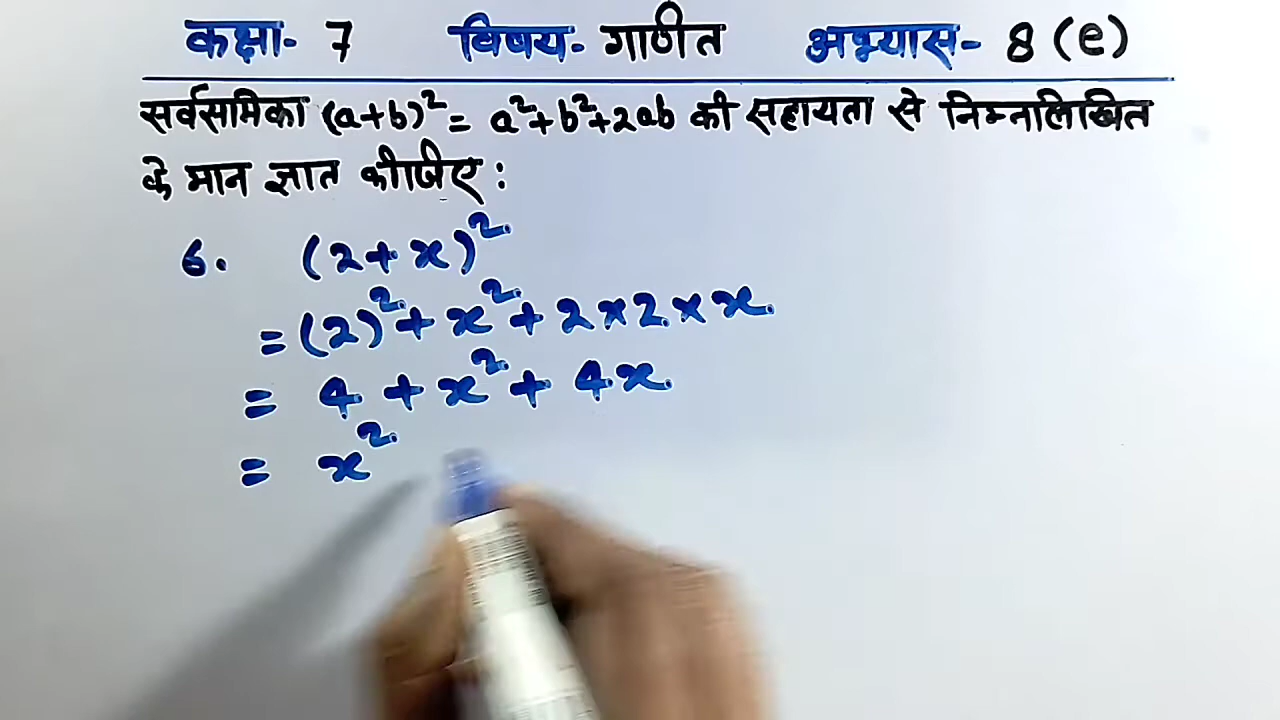 कक्षा- 7 विषय- गणित अभ्यास- 8 (e)
सर्वसमिका (a+b)² = a²+b²+2ab की सहायता से निम्नलिखित
के मान ज्ञात कीजिए :
6. (2+x)²
= (2)² + x² + 2×2×x
= 4 + x² + 4x
= x²